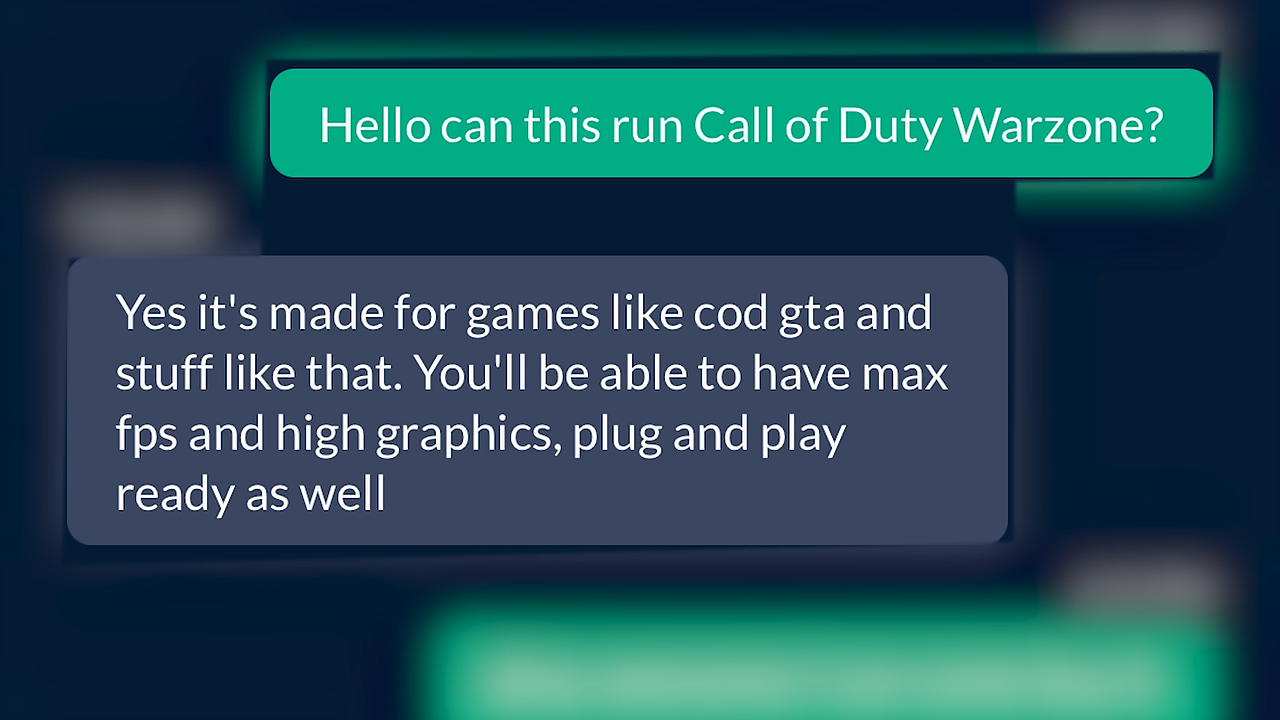 Hello can this run Call of Duty Warzone?
Yes it's made for games like cod gta and
stuff like that. You'll be able to have max
fps and high graphics, plug and play
ready as well